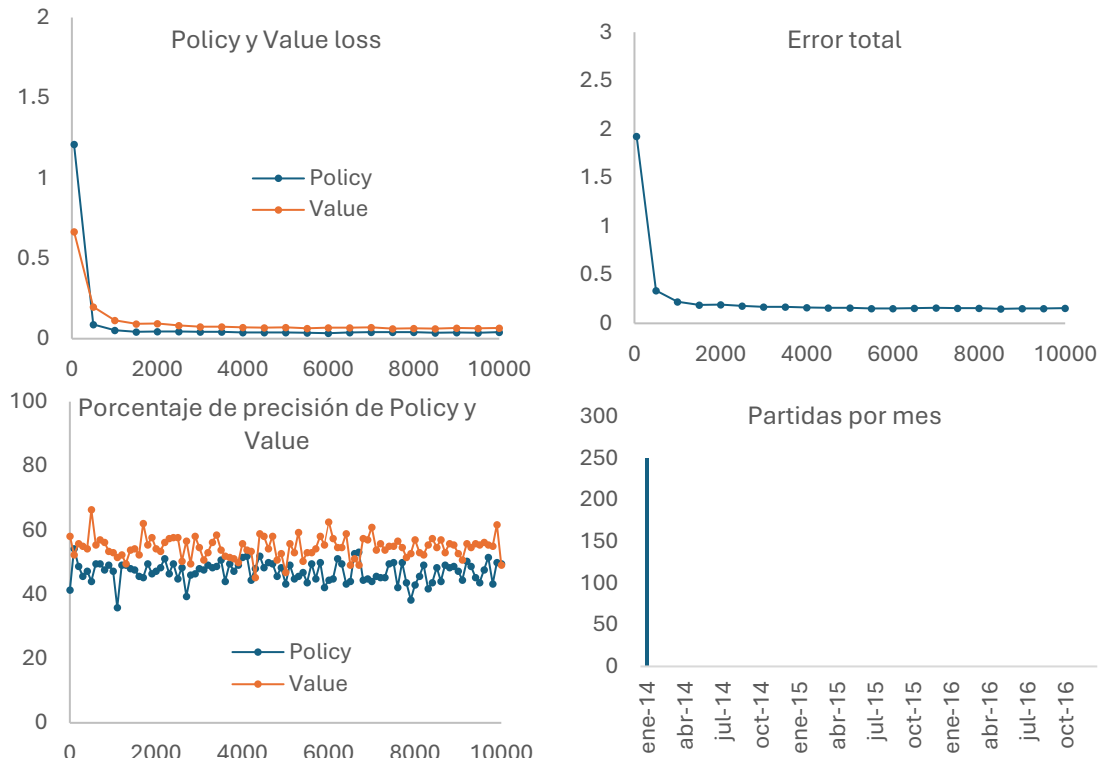 Policy y Value loss
2
1.5
1
0.5
0
Policy
Value
0 2000 4000 6000 8000 10000
Error total
3
2.5
2
1.5
1
0.5
0
0 2000 4000 6000 8000 10000
Porcentaje de precisión de Policy y
Value
100
80
60
40
20
0
Policy
Value
0 2000 4000 6000 8000 10000
Partidas por mes
300
250
200
150
100
50
0
ene-14
abr-14
jul-14
oct-14
ene-15
abr-15
jul-15
oct-15
ene-16
abr-16
jul-16
oct-16